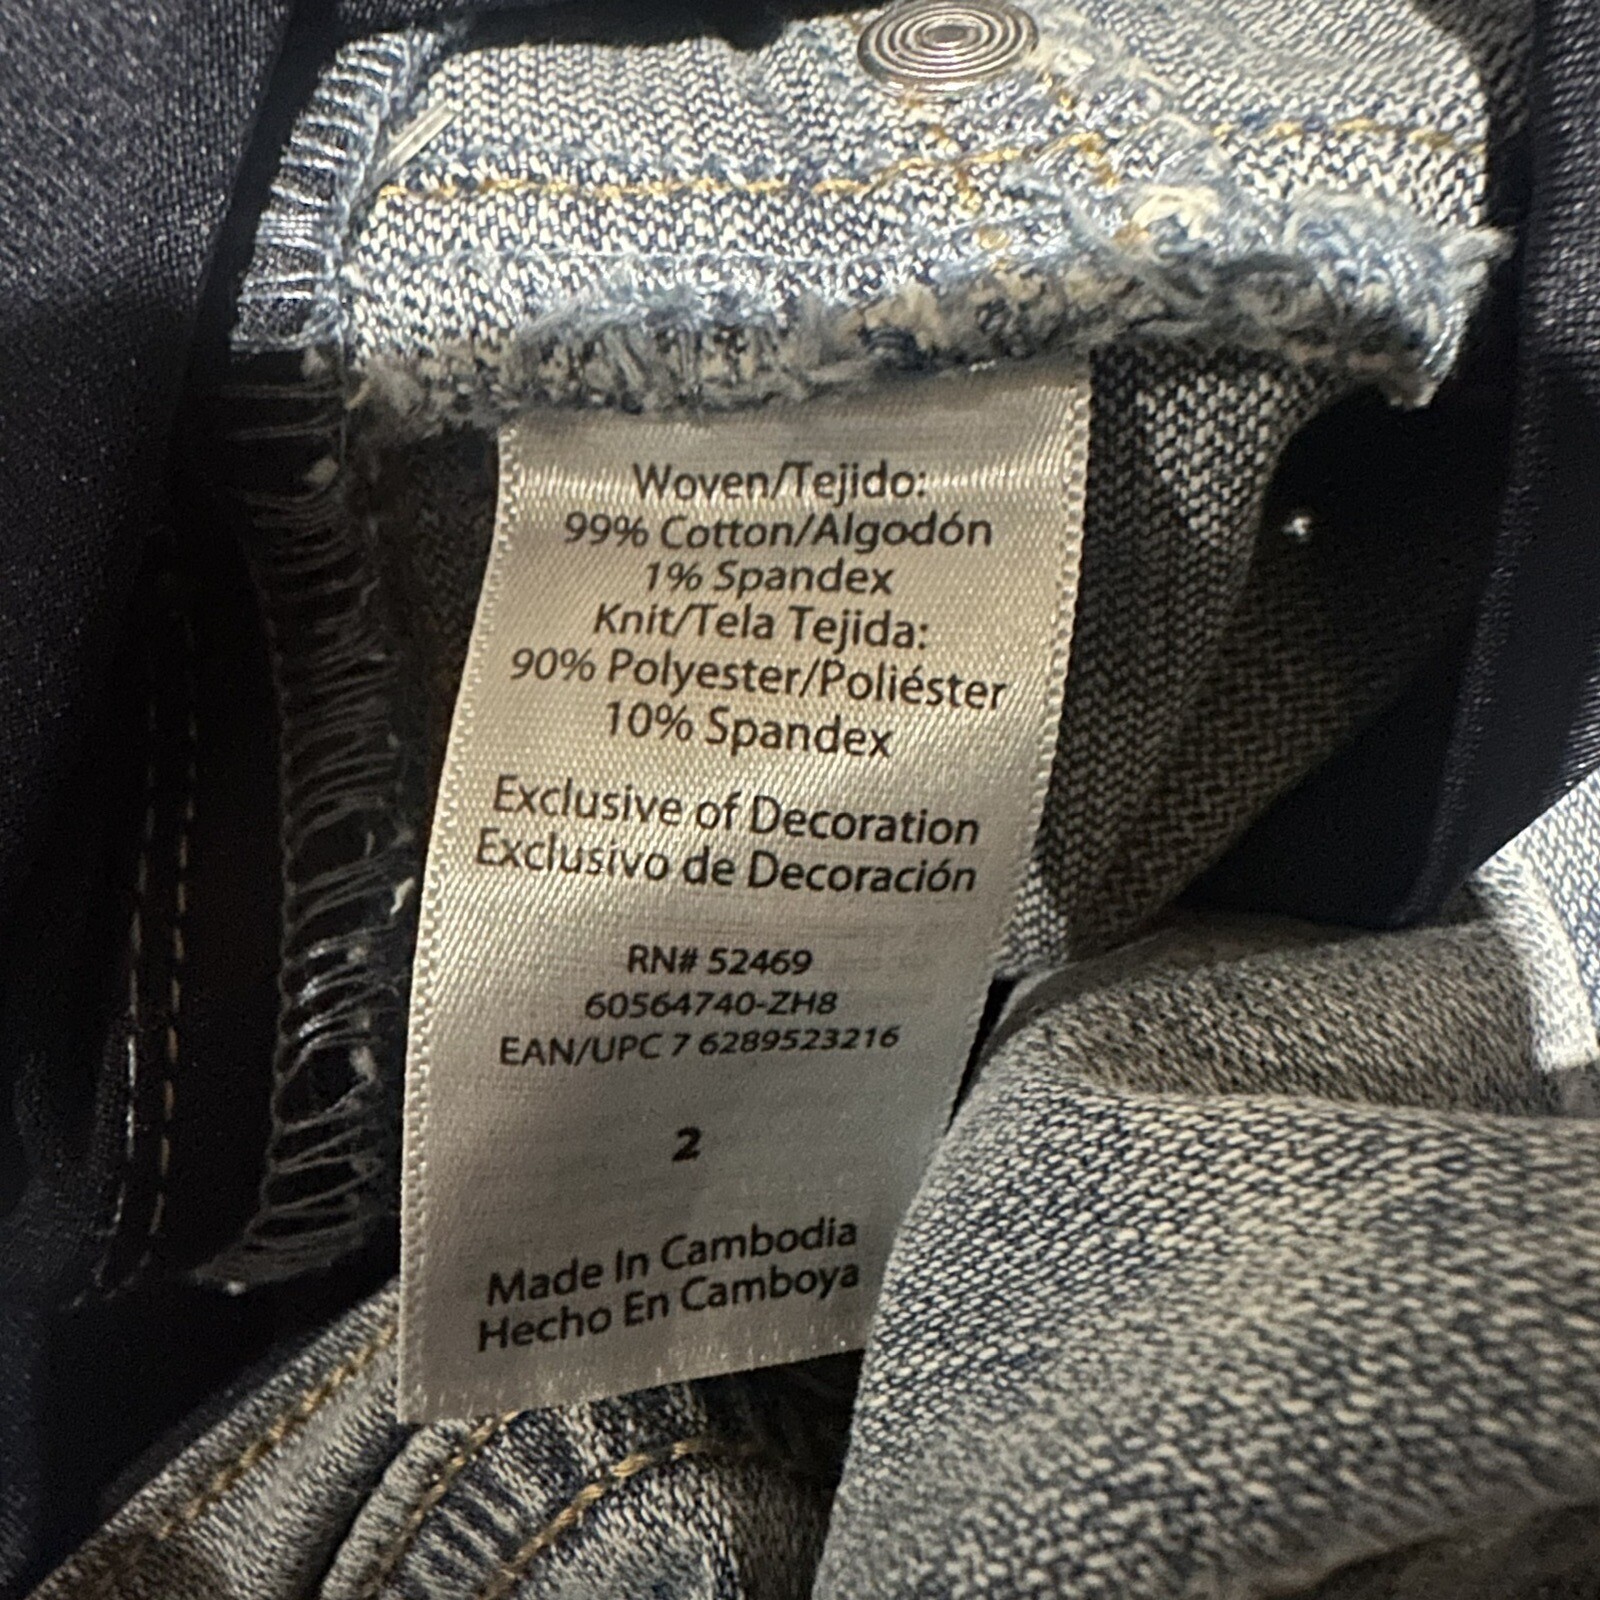 Woven/Tejido:
99% Cotton/Algodón
1% Spandex
Knit/Tela Tejida:
90% Polyester/Poliéster
10% Spandex
Exclusive of Decoration
Exclusivo de Decoración
RN# 52469
60564740-ZH8
EAN/UPC 7 6289523216
2
Made In Cambodia
Hecho En Camboya